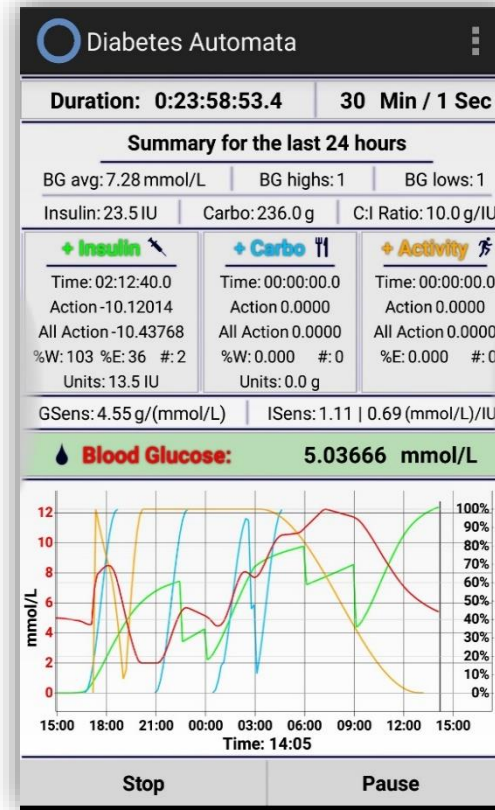 Diabetes Automata
Duration: 0:23:58:53.4 30 Min / 1 Sec
Summary for the last 24 hours
BG avg: 7.28 mmol/L BG highs: 1 BG lows: 1
Insulin: 23.5 IU Carbo: 236.0 g C:I Ratio: 10.0 g/IU
+ Insulin + Carbo + Activity
Time: 02:12:40.0 Time: 00:00:00.0 Time: 00:00:00.0
Action -10.12014 Action 0.0000 Action 0.0000
All Action -10.43768 All Action 0.0000 All Action 0.0000
%W: 103 %E: 36 #: 2 %W: 0.000 #: 0 %E: 0.000 #: 0
Units: 13.5 IU Units: 0.0 g
GSens: 4.55 g/(mmol/L) ISens: 1.11 | 0.69 (mmol/L)/IU
Blood Glucose: 5.03666 mmol/L
12 100%
90%
10 80%
8 70%
60%
6 50%
4 40%
30%
2 20%
10%
0 0%
mmol/L
15:00 18:00 21:00 00:00 03:00 06:00 09:00 12:00 15:00
Time: 14:05
Stop Pause